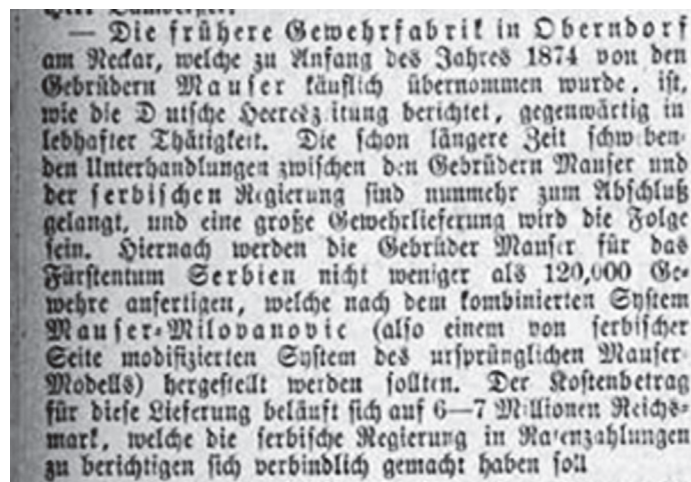 — Die frühere Gewehrfabrik in Oberndorf
am Neckar, welche zu Anfang des Jahres 1874 von den
Gebrüdern Mauser käuflich übernommen wurde, ist,
wie die D utsche Heeresz itung berichtet, gegenwärtig in
lebhafter Thätigkeit. Die schon längere Zeit schw ben-
den Unterhandlungen zwischen den Gebrüdern Mauser und
der serbischen Regierung sind nunmehr zum Abschluß
gelangt, und eine große Gewehrlieferung wird die Folge
sein. Hiernach werden die Gebrüder Mauser für das
Fürstentum Serbien nicht weniger als 120,000 Ge-
wehre anfertigen, welche nach dem kombinierten System
Mauser-Milovanovic (also einem von serbischer
Seite modifizierten System des ursprünglichen Mauser-
Modells) hergestellt werden sollten. Der Kostenbetrag
für diese Lieferung beläuft sich auf 6—7 Millionen Reichs-
mark, welche die serbische Regierung in Ratenzahlungen
zu berichtigen sich verbindlich gemacht haben soll